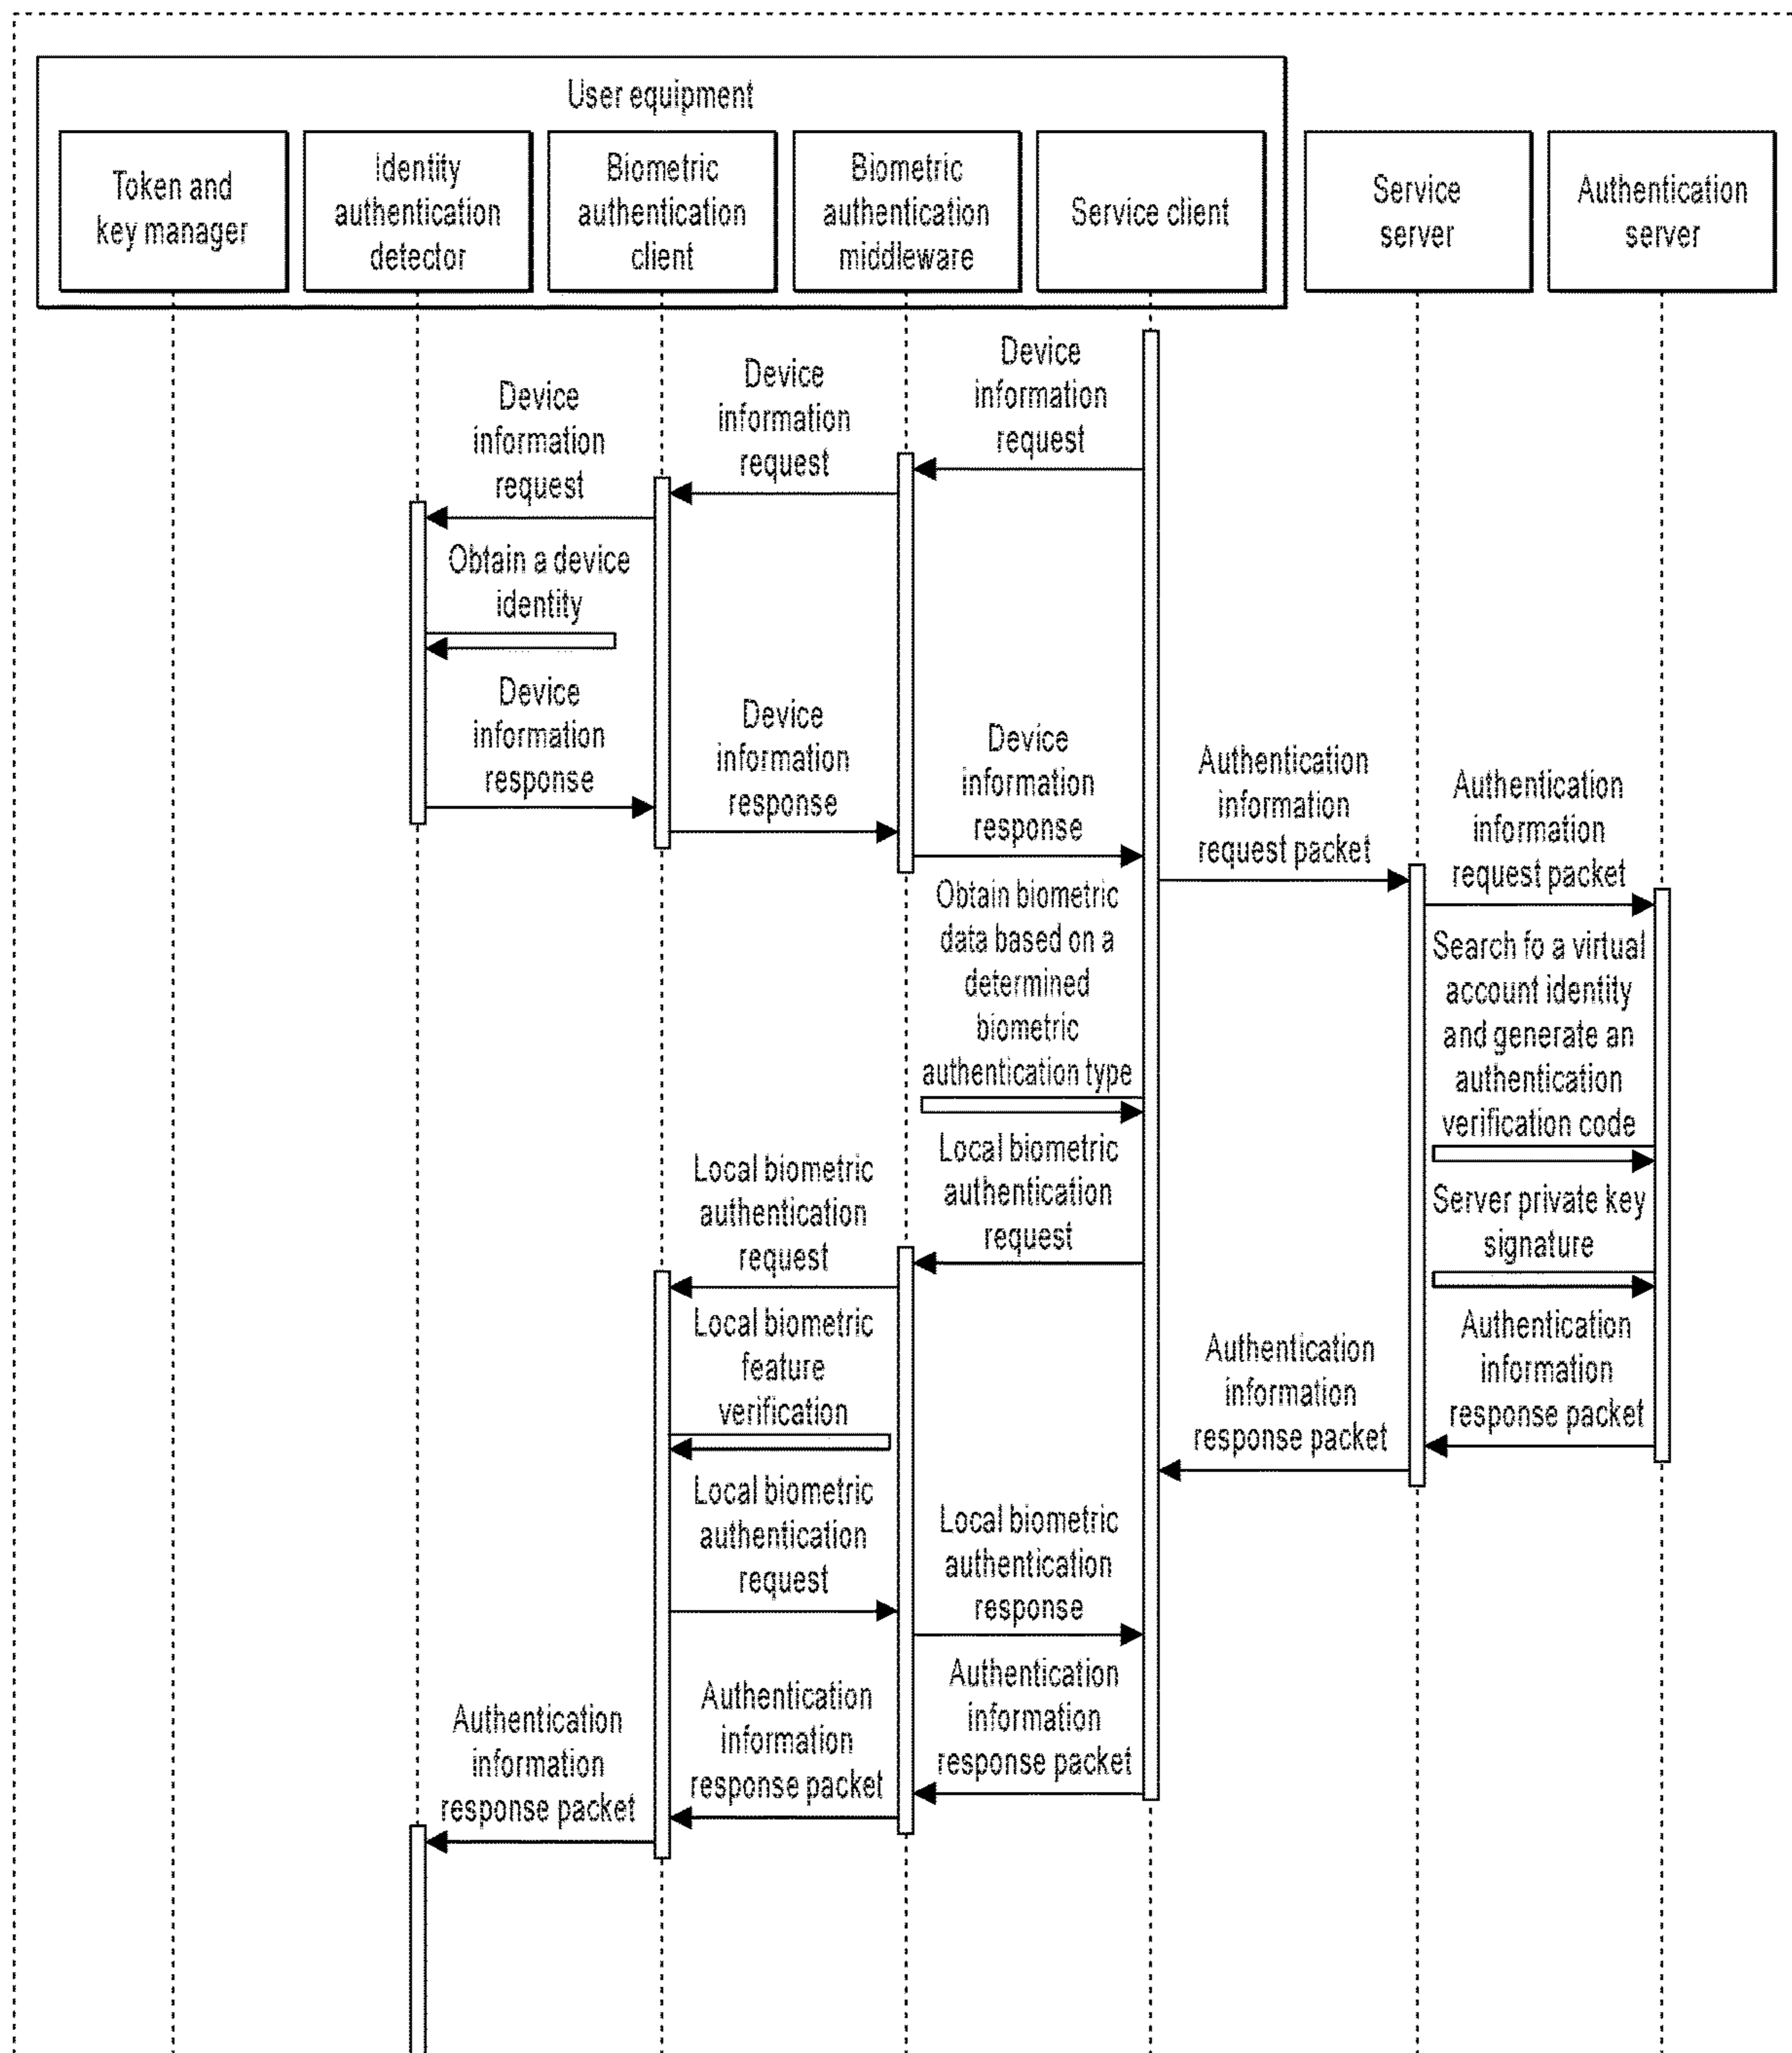 User equipment
Token and
key manager
Identity
authentication
detector
Biometric
authentication
client
Biometric
authentication
middleware
Service client
Service
server
Authentication
server
Device
information
request
Device
information
request
Device
information
request
Obtain a device
identity
Device
information
response
Device
information
response
Device
information
response
Authentication
information
request packet
Authentication
information
request packet
Obtain biometric
data based on a
determined
biometric
authentication type
Search fo a virtual
account identity
and generate an
authentication
verification code
Local biometric
authentication
request
Local biometric
authentication
request
Server private key
signature
Local biometric
feature
verification
Authentication
information
response packet
Authentication
information
response packet
Local biometric
authentication
request
Local biometric
authentication
response
Authentication
information
response packet
Authentication
information
response packet
Authentication
information
response packet